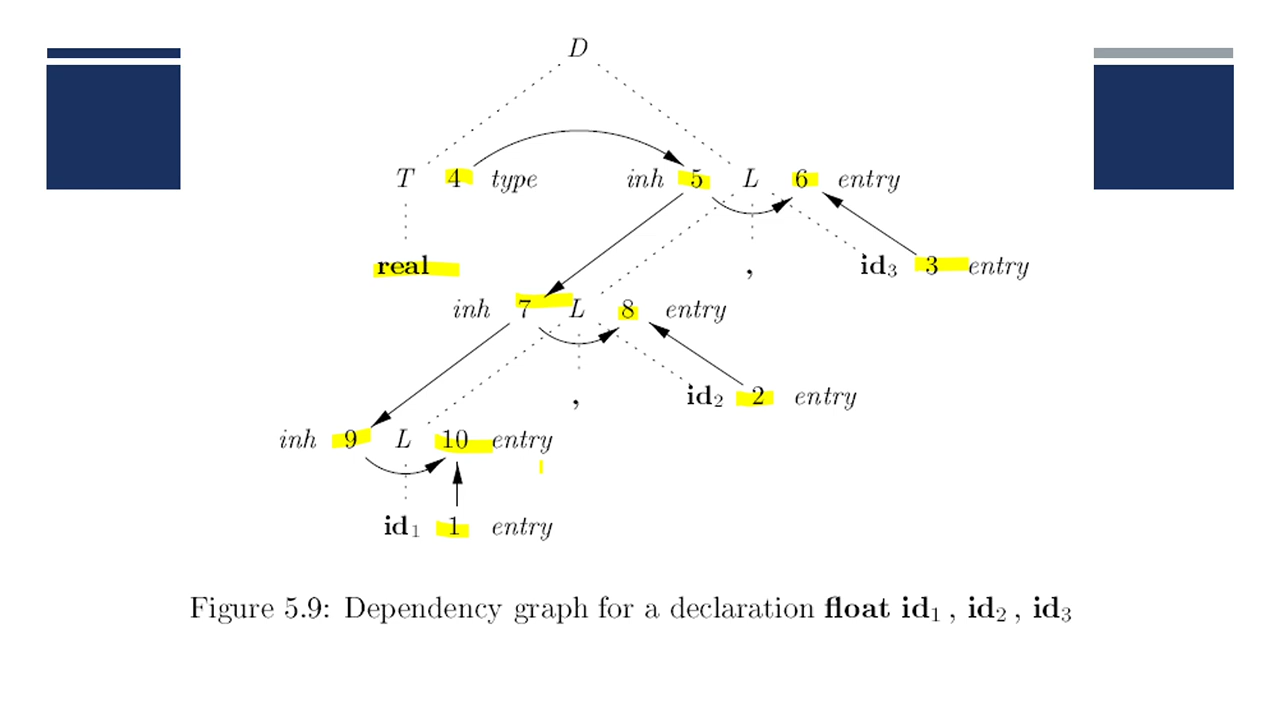 D
T 4 type inh 5 L 6 entry
real , id3 3 entry
inh 7 L 8 entry
, id2 2 entry
inh 9 L 10 entry
id1 1 entry
Figure 5.9: Dependency graph for a declaration float id1 , id2 , id3